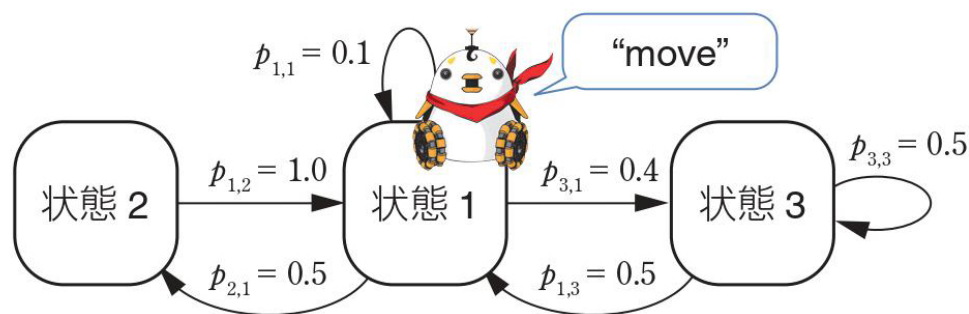 p1,1 = 0.1
“move”
p3,3 = 0.5
p1,2 = 1.0
p3,1 = 0.4
状態 2
状態 1
状態 3
p2,1 = 0.5
p1,3 = 0.5